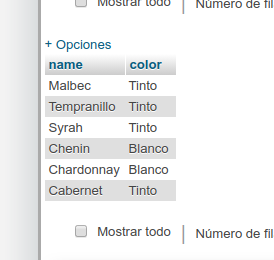 Mostrar todo | Número de fil
+ Opciones
name color
Malbec Tinto
Tempranillo Tinto
Syrah Tinto
Chenin Blanco
Chardonnay Blanco
Cabernet Tinto
Mostrar todo | Número de fil